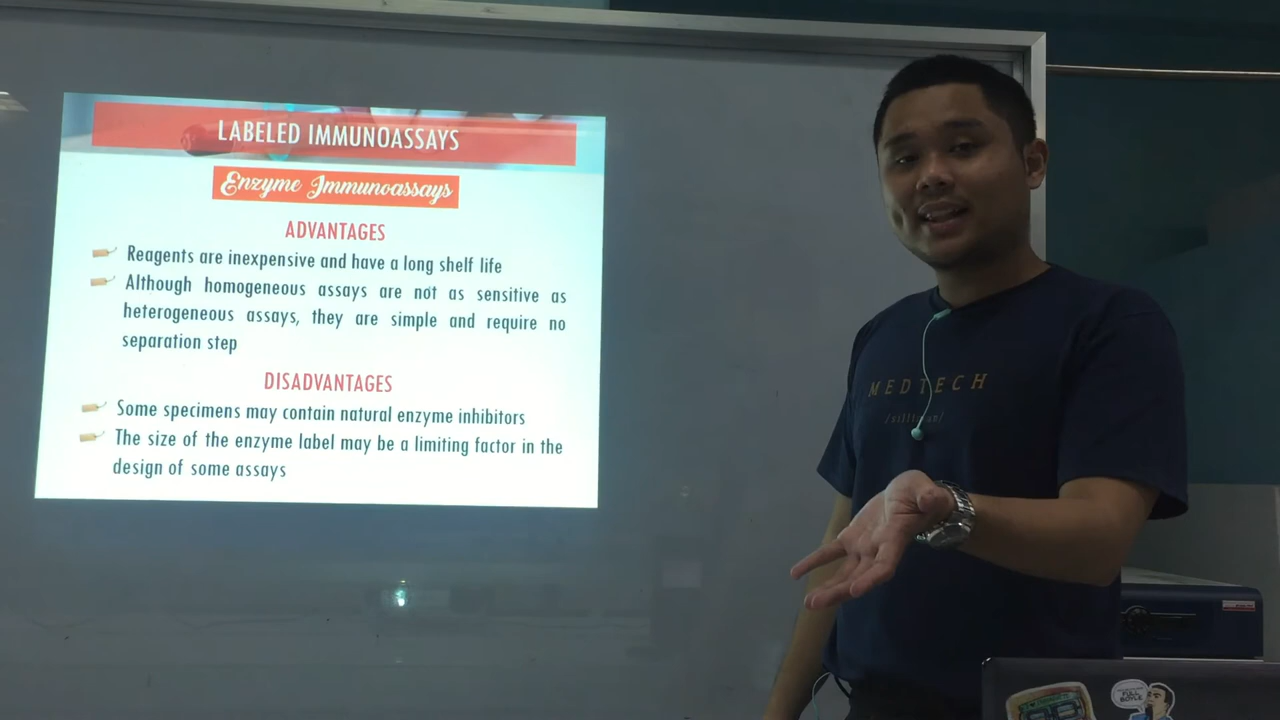 LABELED IMMUNOASSAYS
Enzyme Immunoassays
ADVANTAGES
Reagents are inexpensive and have a long shelf life
Although homogeneous assays are not as sensitive as
heterogeneous assays, they are simple and require no
separation step
DISADVANTAGES
Some specimens may contain natural enzyme inhibitors
The size of the enzyme label may be a limiting factor in the
design of some assays
MEDTECH
FULL
BOYLE